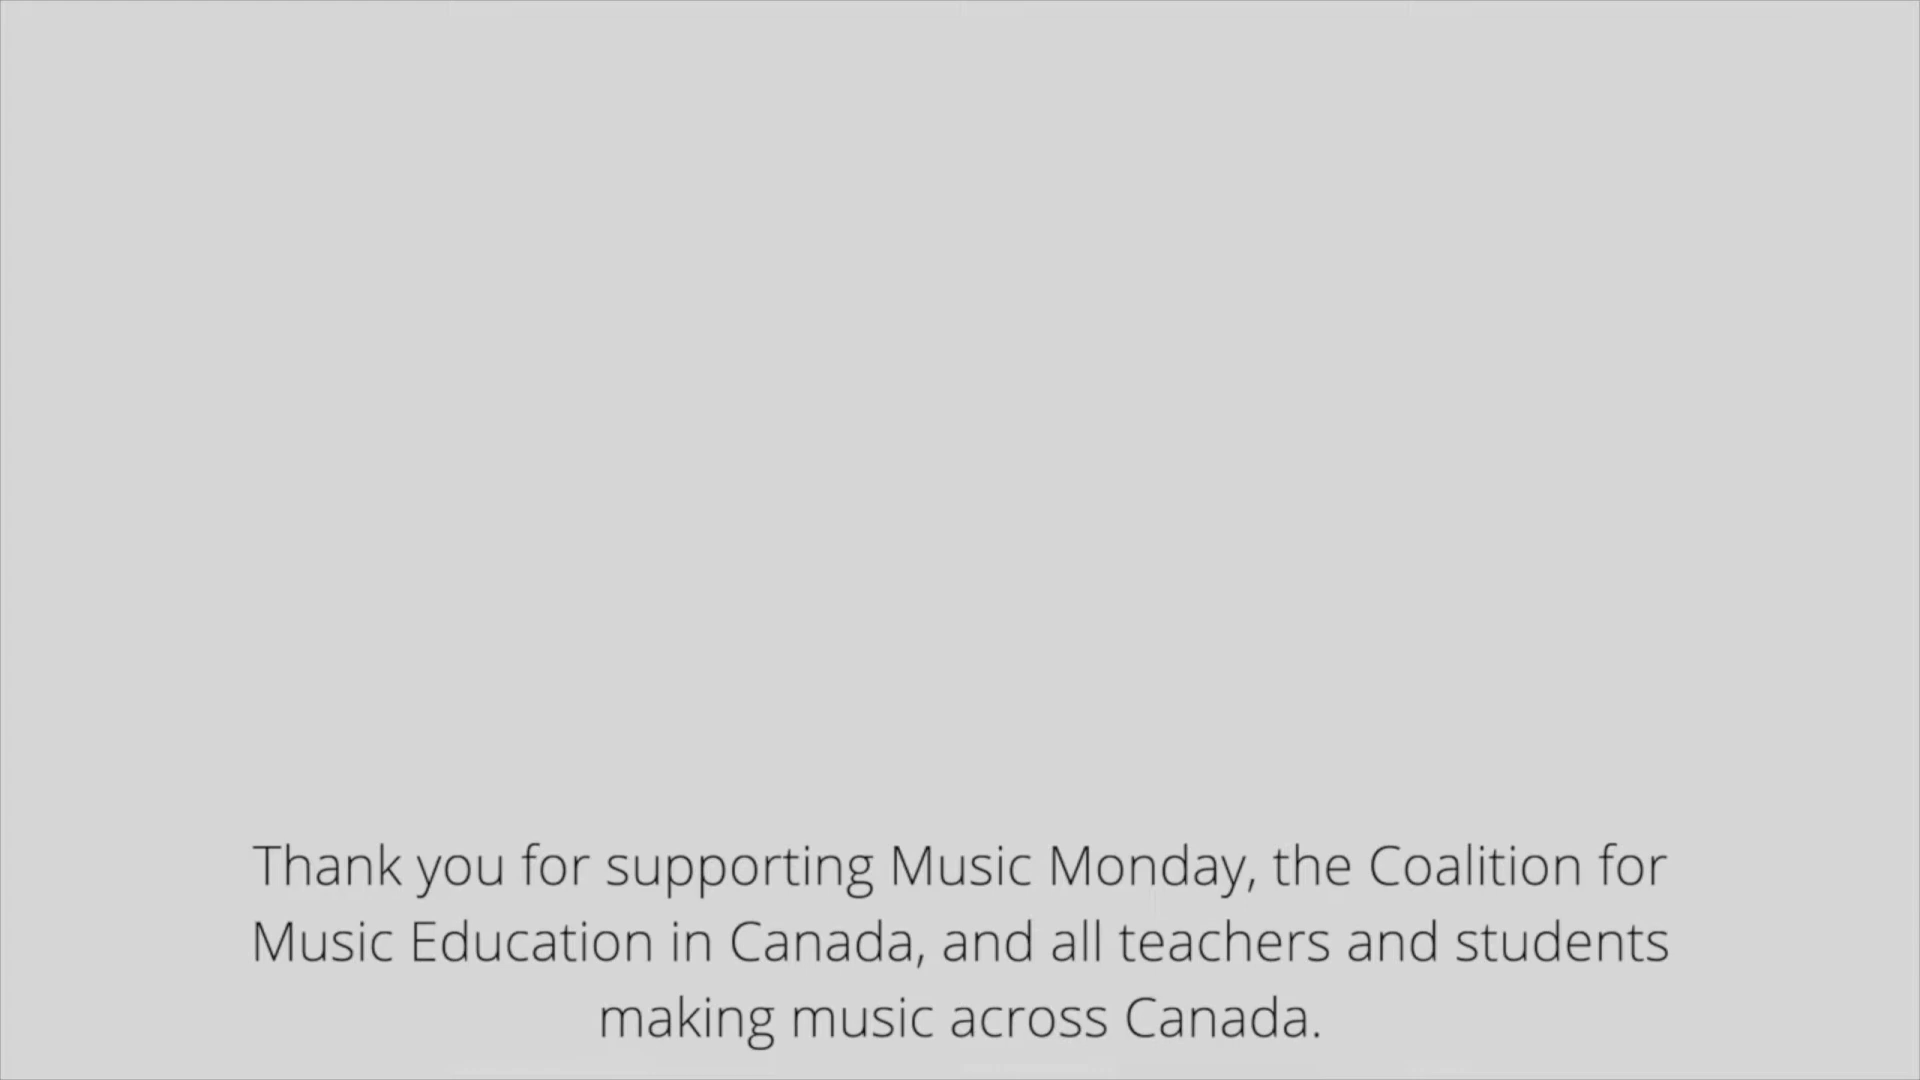 Thank you for supporting Music Monday, the Coalition for
Music Education in Canada, and all teachers and students
making music across Canada.